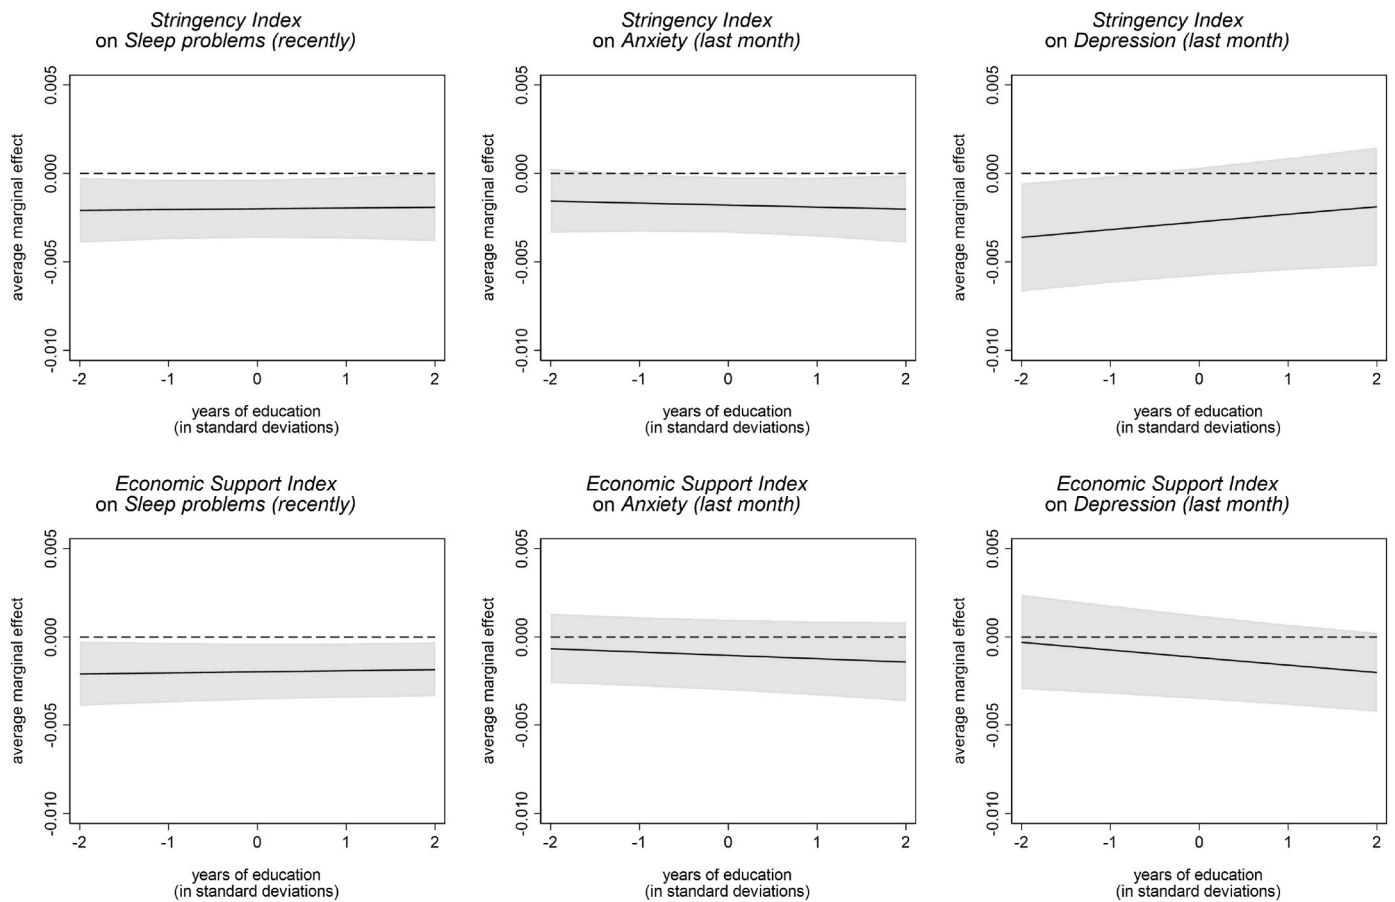 Stringency Index
on Sleep problems (recently)
average marginal effect
0.005
0.000
-0.005
-0.010
-2 -1 0 1 2
years of education
(in standard deviations)
Stringency Index
on Anxiety (last month)
average marginal effect
0.005
0.000
-0.005
-0.010
-2 -1 0 1 2
years of education
(in standard deviations)
Stringency Index
on Depression (last month)
average marginal effect
0.005
0.000
-0.005
-0.010
-2 -1 0 1 2
years of education
(in standard deviations)
Economic Support Index
on Sleep problems (recently)
average marginal effect
0.005
0.000
-0.005
-0.010
-2 -1 0 1 2
years of education
(in standard deviations)
Economic Support Index
on Anxiety (last month)
average marginal effect
0.005
0.000
-0.005
-0.010
-2 -1 0 1 2
years of education
(in standard deviations)
Economic Support Index
on Depression (last month)
average marginal effect
0.005
0.000
-0.005
-0.010
-2 -1 0 1 2
years of education
(in standard deviations)